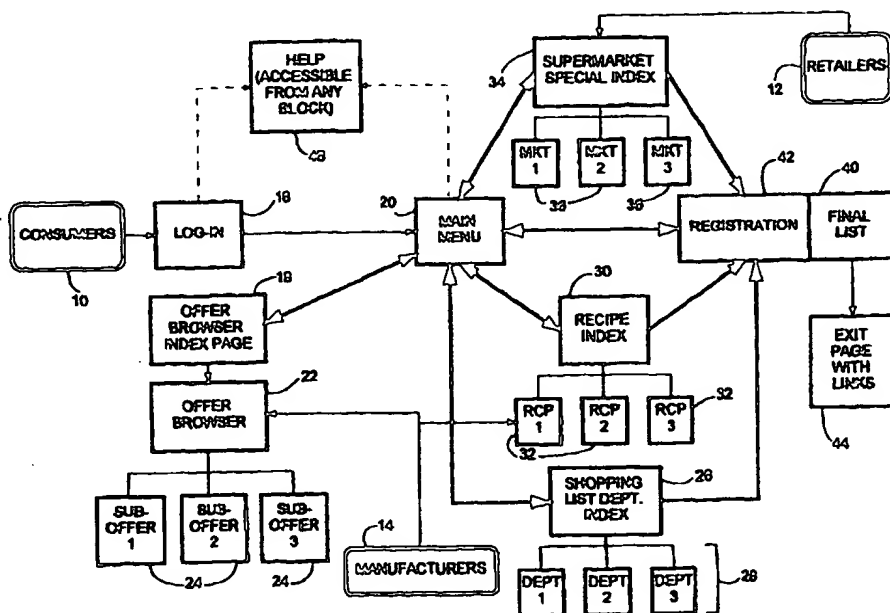 HELP
(ACCESSIBLE
FROM ANY
BLOCK)
48
34
SUPERMARKET
SPECIAL INDEX
12
RETAILERS
MKT
1
MKT
2
MKT
3
38
36
42
40
CONSUMERS
10
16
LOG-IN
20
MAIN
MENU
REGISTRATION
FINAL
LIST
18
OFFER
BROWSER
INDEX PAGE
30
RECIPE
INDEX
EXIT
PAGE
WITH
LINKS
44
22
OFFER
BROWSER
RCP
1
RCP
2
RCP
3
32
32
SUB-
OFFER
1
SUB-
OFFER
2
SUB-
OFFER
3
24
24
14
MANUFACTURERS
26
SHOPPING
LIST DEPT.
INDEX
DEPT
1
DEPT
2
DEPT
3
28